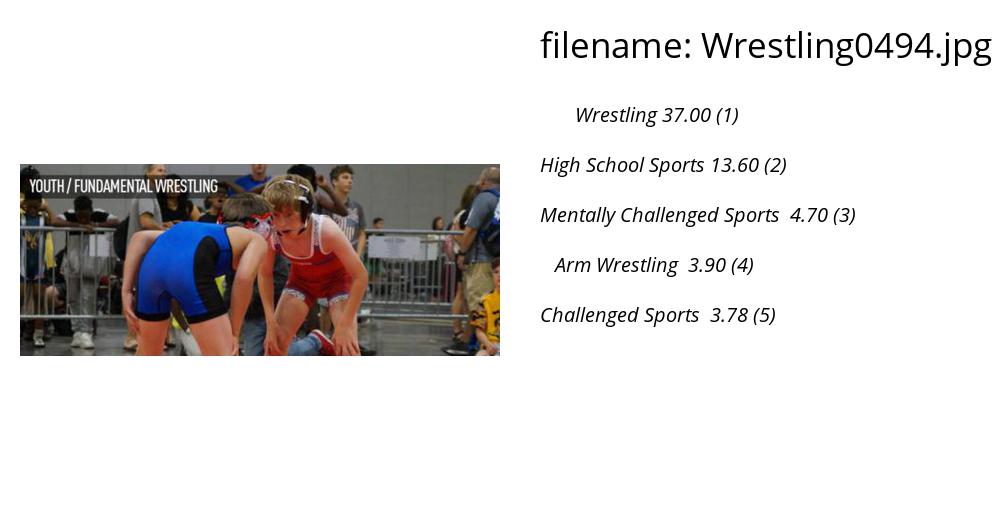 filename: Wrestling0494.jpg
Wrestling 37.00 (1)
YOUTH / FUNDAMENTAL WRESTLING
High School Sports 13.60 (2)
Mentally Challenged Sports 4.70 (3)
Arm Wrestling 3.90 (4)
Challenged Sports 3.78 (5)